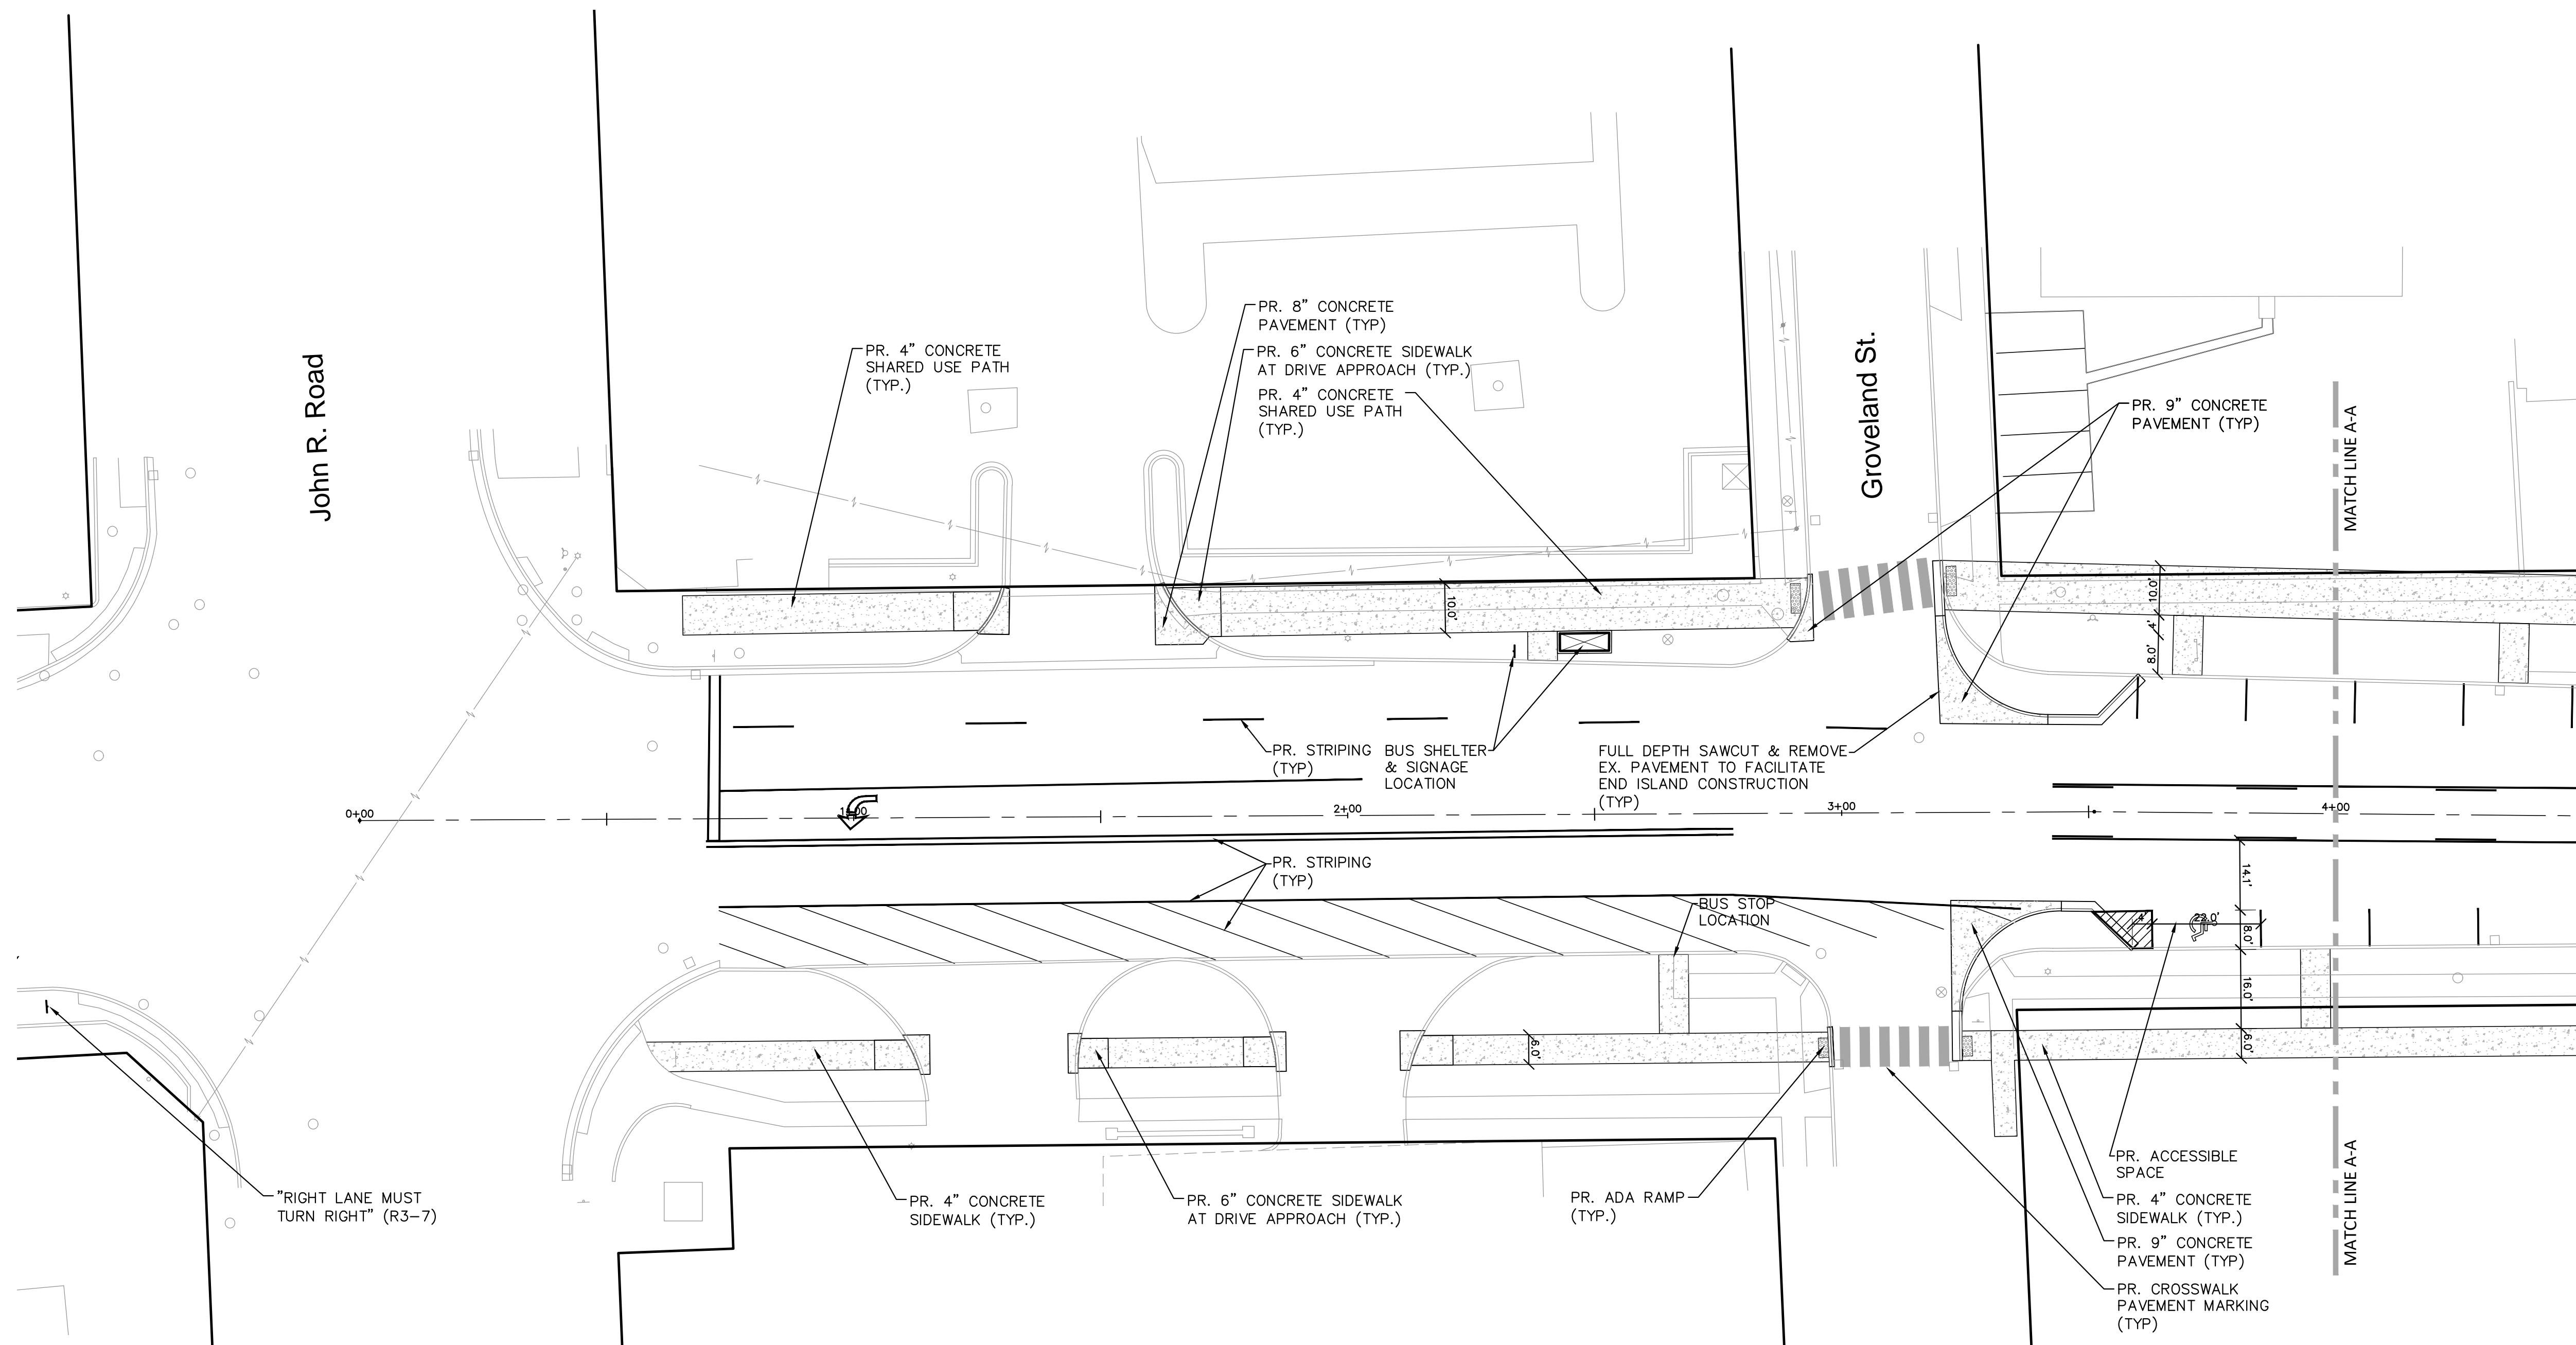 John R. Road
Groveland St.
PR. 8" CONCRETE
PAVEMENT (TYP)
PR. 4" CONCRETE
SHARED USE PATH
(TYP.)
PR. 6" CONCRETE SIDEWALK
AT DRIVE APPROACH (TYP.)
PR. 4" CONCRETE
SHARED USE PATH
(TYP.)
PR. 9" CONCRETE
PAVEMENT (TYP)
MATCH LINE A-A
10.0'
10.0'
4'
8.0'
PR. STRIPING
(TYP)
BUS SHELTER
& SIGNAGE
LOCATION
FULL DEPTH SAWCUT & REMOVE
EX. PAVEMENT TO FACILITATE
END ISLAND CONSTRUCTION
(TYP)
0+00
1+00
2+00
3+00
4+00
PR. STRIPING
(TYP)
BUS STOP
LOCATION
14.1'
4'
22.0'
8.0'
16.0'
6.0'
6.0'
"RIGHT LANE MUST
TURN RIGHT" (R3-7)
PR. 4" CONCRETE
SIDEWALK (TYP.)
PR. 6" CONCRETE SIDEWALK
AT DRIVE APPROACH (TYP.)
PR. ADA RAMP
(TYP.)
PR. ACCESSIBLE
SPACE
PR. 4" CONCRETE
SIDEWALK (TYP.)
PR. 9" CONCRETE
PAVEMENT (TYP)
PR. CROSSWALK
PAVEMENT MARKING
(TYP)
MATCH LINE A-A